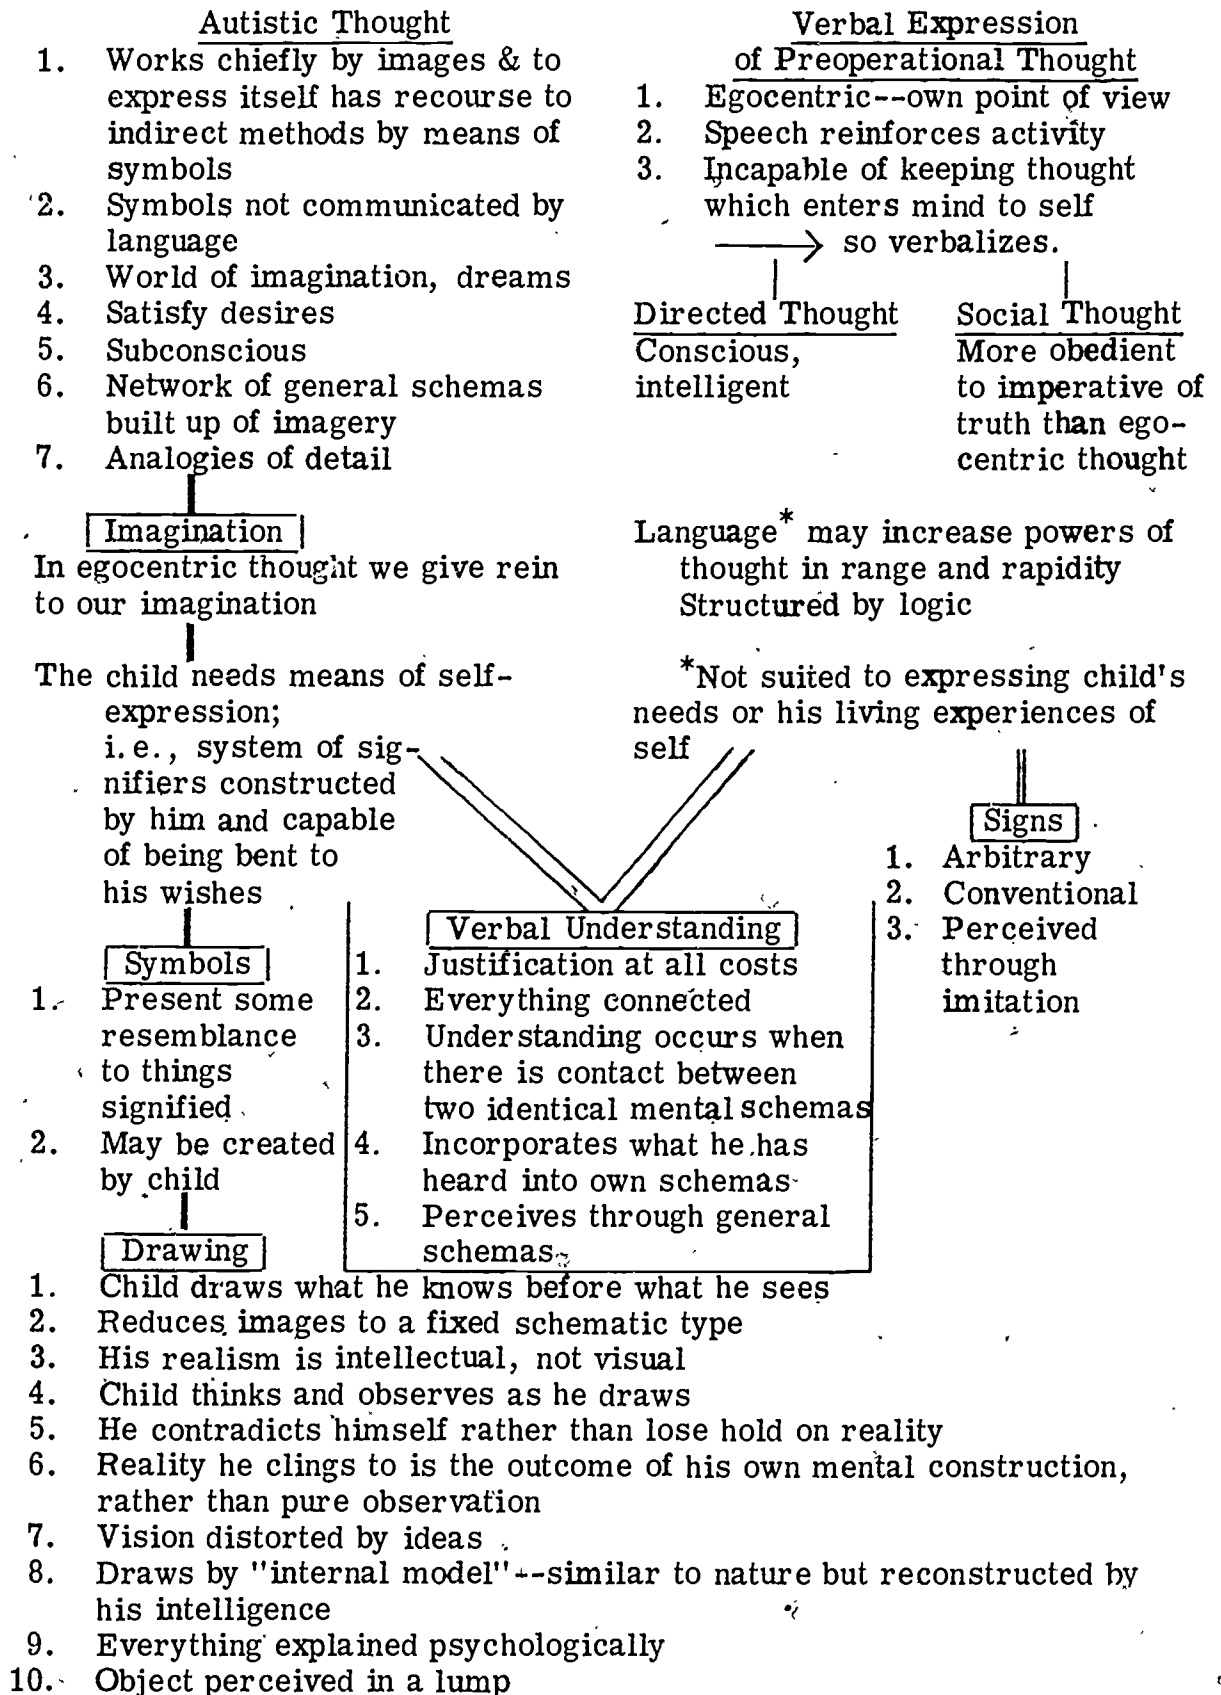 Autistic Thought
1. Works chiefly by images & to
express itself has recourse to
indirect methods by means of
symbols
2. Symbols not communicated by
language
3. World of imagination, dreams
4. Satisfy desires
5. Subconscious
6. Network of general schemas
built up of imagery
7. Analogies of detail
Imagination
In egocentric thought we give rein
to our imagination
The child needs means of self-
expression;
i.e., system of sig-
nifiers constructed
by him and capable
of being bent to
his wishes
Symbols
1. Present some
resemblance
to things
signified
2. May be created
by child
Verbal Expression
of Preoperational Thought
1. Egocentric--own point of view
2. Speech reinforces activity
3. Incapable of keeping thought
which enters mind to self
so verbalizes.
Directed Thought
Conscious,
intelligent
Social Thought
More obedient
to imperative of
truth than ego-
centric thought
Language* may increase powers of
thought in range and rapidity
Structured by logic
*Not suited to expressing child's
needs or his living experiences of
self
Signs
1. Arbitrary
2. Conventional
3. Perceived
through
imitation
Verbal Understanding
1. Justification at all costs
2. Everything connected
3. Understanding occurs when
there is contact between
two identical mental schemas
4. Incorporates what he has
heard into own schemas
5. Perceives through general
schemas
Drawing
1. Child draws what he knows before what he sees
2. Reduces images to a fixed schematic type
3. His realism is intellectual, not visual
4. Child thinks and observes as he draws
5. He contradicts himself rather than lose hold on reality
6. Reality he clings to is the outcome of his own mental construction,
rather than pure observation
7. Vision distorted by ideas
8. Draws by "internal model"--similar to nature but reconstructed by
his intelligence
9. Everything explained psychologically
10. Object perceived in a lump